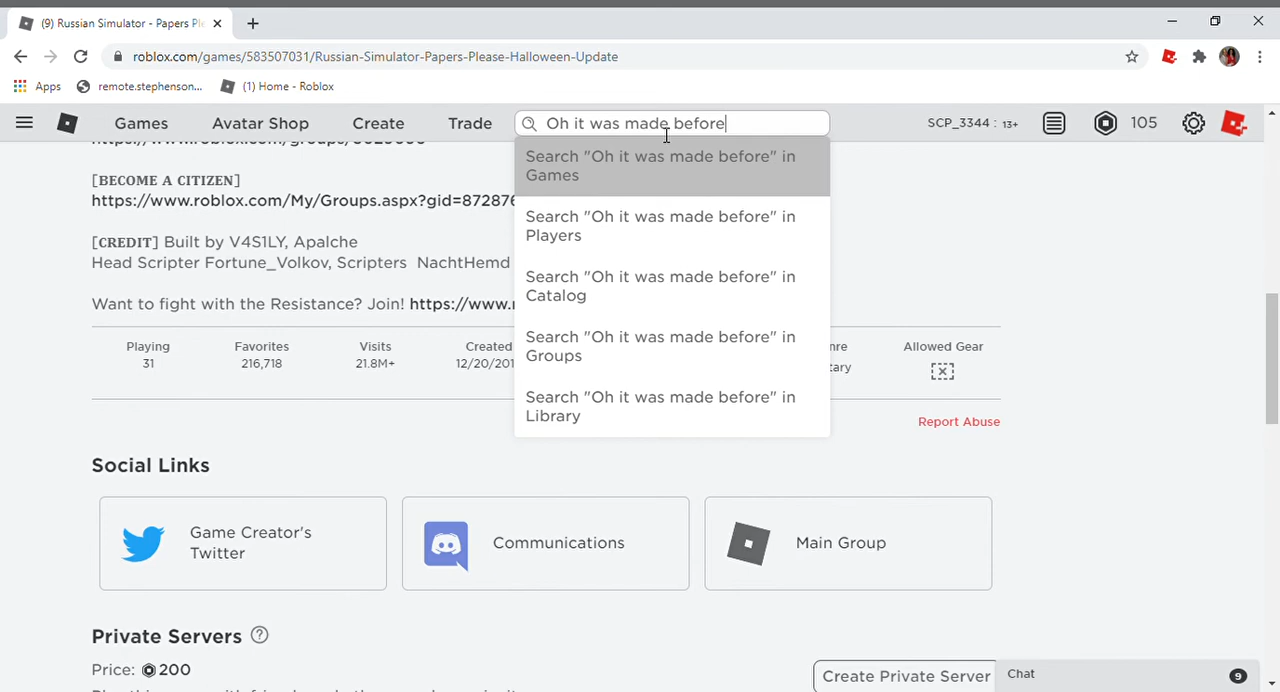 (9) Russian Simulator - Papers Ple
roblox.com/games/583507031/Russian-Simulator-Papers-Please-Halloween-Update
Apps remote.stephenson... (1) Home - Roblox
Games Avatar Shop Create Trade Oh it was made before SCP_3344 : 13+ 105
Search "Oh it was made before" in
Games
Search "Oh it was made before" in
Players
Search "Oh it was made before" in
Catalog
Search "Oh it was made before" in
Groups
Search "Oh it was made before" in
Library
[BECOME A CITIZEN]
https://www.roblox.com/My/Groups.aspx?gid=87287
[CREDIT] Built by V4S1LY, Apalche
Head Scripter Fortune_Volkov, Scripters NachtHemd
Want to fight with the Resistance? Join! https://www.
Playing Favorites Visits Created nre Allowed Gear
31 216,718 21.8M+ 12/20/201 tary
Report Abuse
Social Links
Game Creator's
Twitter
Communications
Main Group
Private Servers ?
Price: 200
Create Private Server
Chat 9